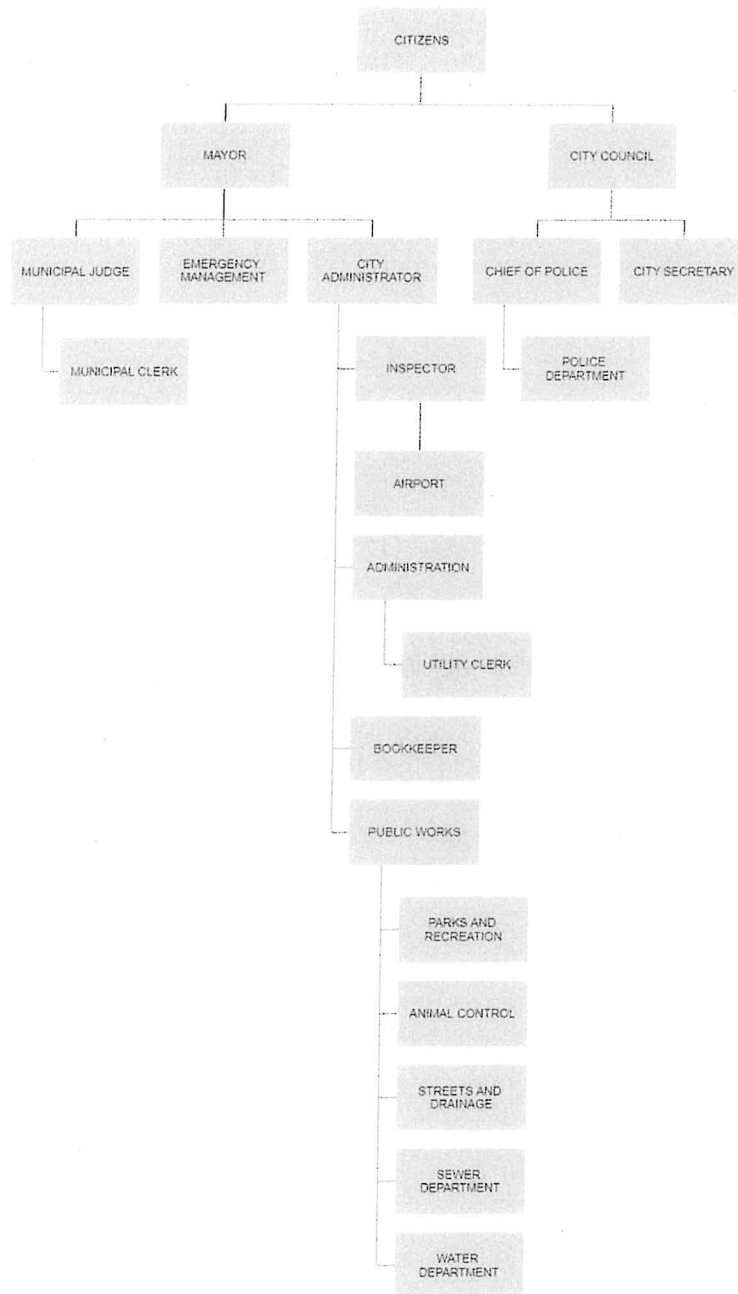 CITIZENS
MAYOR
CITY COUNCIL
MUNICIPAL JUDGE
EMERGENCY
MANAGEMENT
CITY
ADMINISTRATOR
CHIEF OF POLICE
CITY SECRETARY
MUNICIPAL CLERK
INSPECTOR
POLICE
DEPARTMENT
AIRPORT
ADMINISTRATION
UTILITY CLERK
BOOKKEEPER
PUBLIC WORKS
PARKS AND
RECREATION
ANIMAL CONTROL
STREETS AND
DRAINAGE
SEWER
DEPARTMENT
WATER
DEPARTMENT